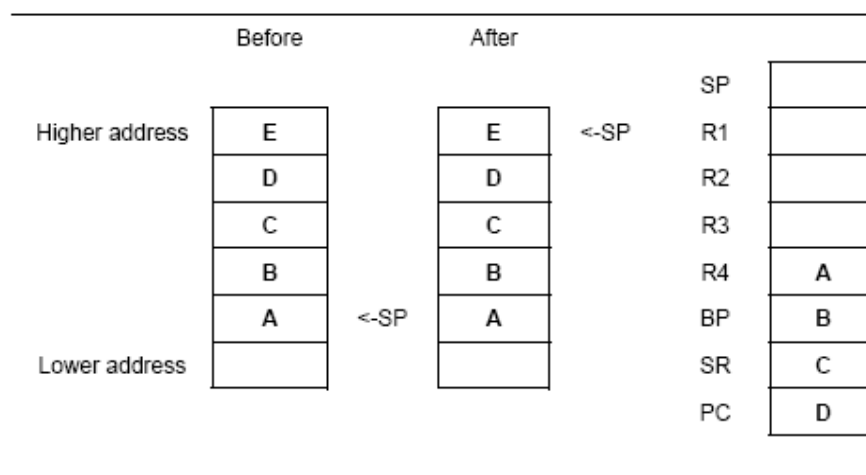 Before After
SP
Higher address E E <-SP R1
D D R2
C C R3
B B R4 A
A <-SP A BP B
Lower address SR C
PC D